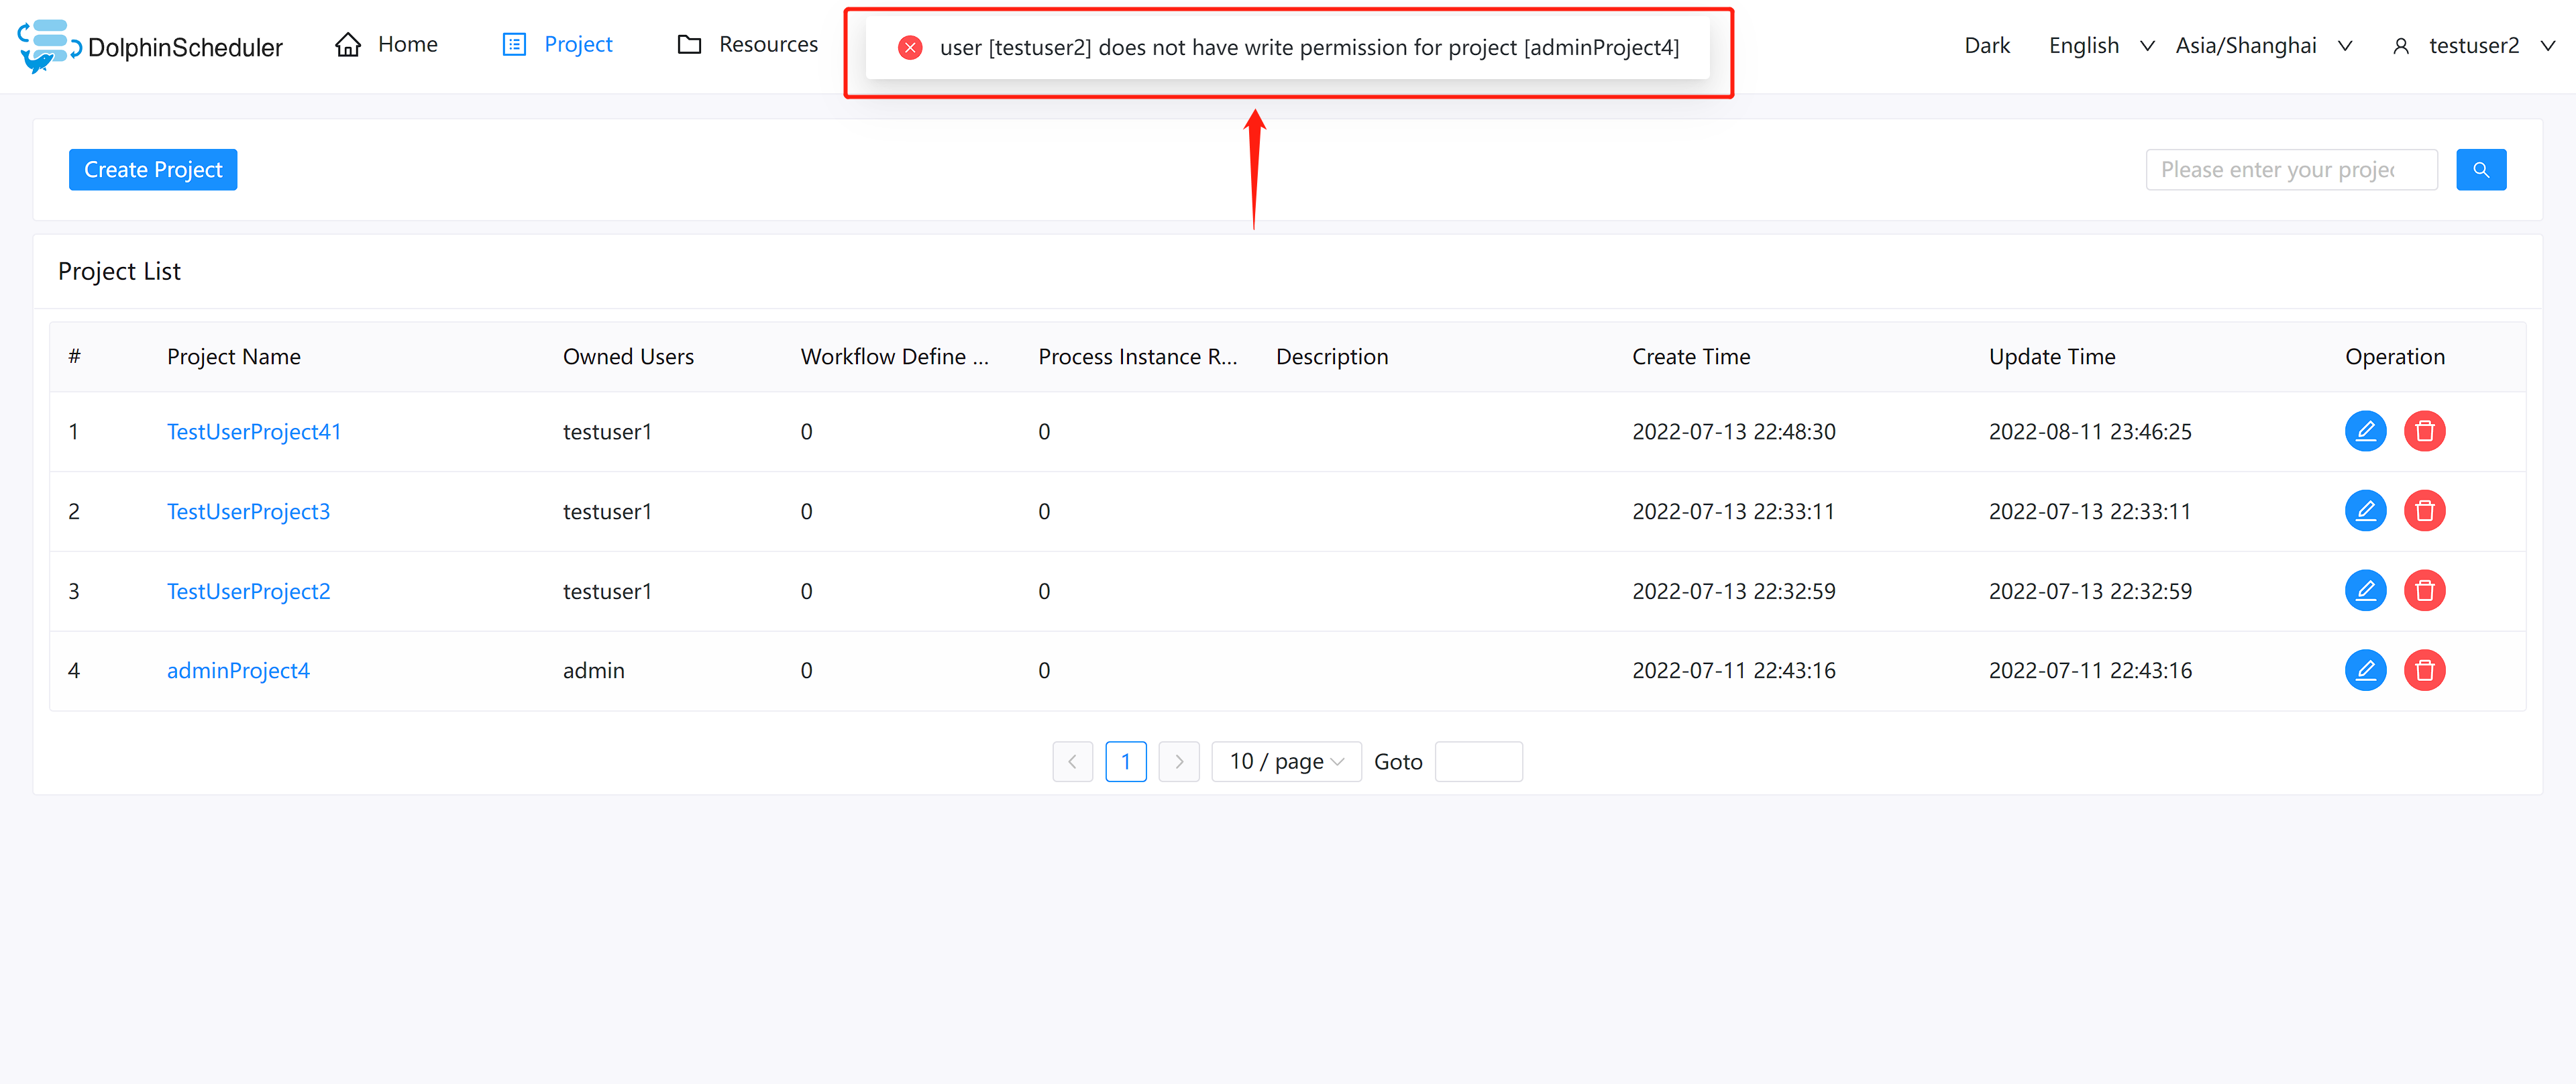 DolphinScheduler Home Project Resources user [testuser2] does not have write permission for project [adminProject4] Dark English Asia/Shanghai testuser2
Create Project Please enter your projec
Project List
# Project Name Owned Users Workflow Define ... Process Instance R... Description Create Time Update Time Operation
1 TestUserProject41 testuser1 0 0 2022-07-13 22:48:30 2022-08-11 23:46:25
2 TestUserProject3 testuser1 0 0 2022-07-13 22:33:11 2022-07-13 22:33:11
3 TestUserProject2 testuser1 0 0 2022-07-13 22:32:59 2022-07-13 22:32:59
4 adminProject4 admin 0 0 2022-07-11 22:43:16 2022-07-11 22:43:16
1 10 / page Goto